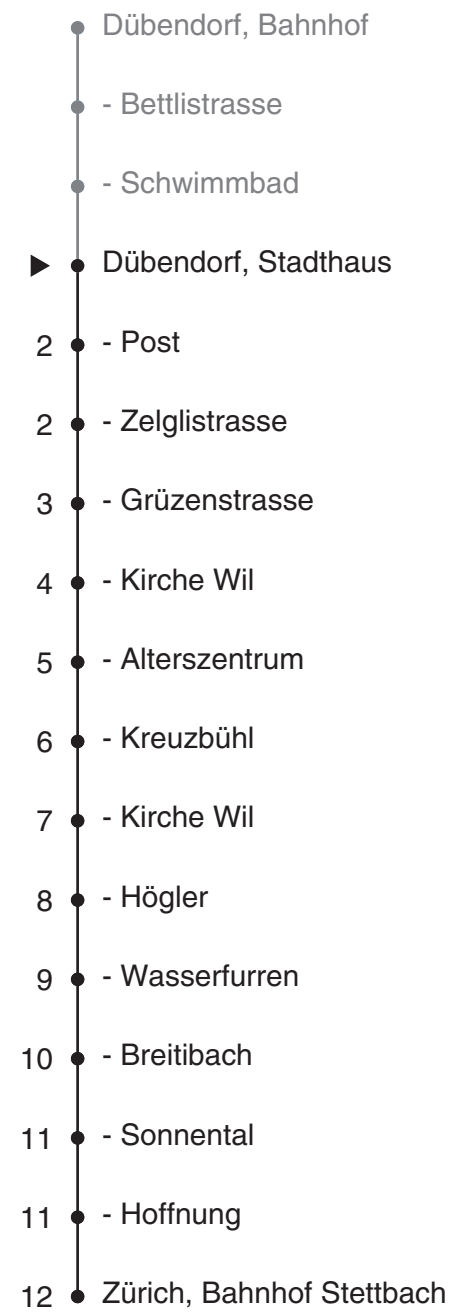 Dübendorf, Bahnhof
- Bettlistrasse
- Schwimmbad
Dübendorf, Stadthaus
2 - Post
2 - Zelglistrasse
3 - Grüzenstrasse
4 - Kirche Wil
5 - Alterszentrum
6 - Kreuzbühl
7 - Kirche Wil
8 - Högler
9 - Wasserfurren
10 - Breitibach
11 - Sonnental
11 - Hoffnung
12 Zürich, Bahnhof Stettbach